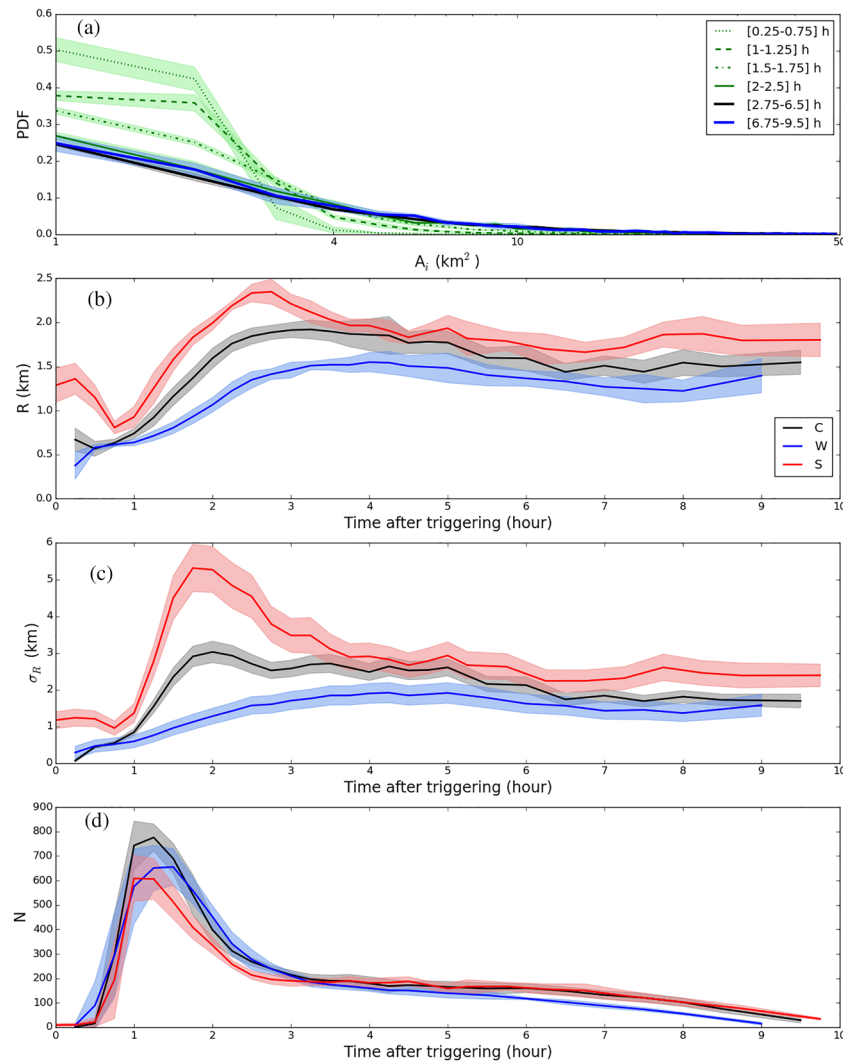 (a)
[0.25-0.75] h
[1-1.25] h
[1.5-1.75] h
[2-2.5] h
[2.75-6.5] h
[6.75-9.5] h
PDF
0.6
0.5
0.4
0.3
0.2
0.1
0.0
1 4 10 50
A_i (km²)
(b)
R (km)
2.5
2.0
1.5
1.0
0.5
0.0
C
W
S
0 1 2 3 4 5 6 7 8 9 10
Time after triggering (hour)
(c)
σ_R (km)
6
5
4
3
2
1
0
0 1 2 3 4 5 6 7 8 9 10
Time after triggering (hour)
(d)
N
900
800
700
600
500
400
300
200
100
0
0 1 2 3 4 5 6 7 8 9 10
Time after triggering (hour)